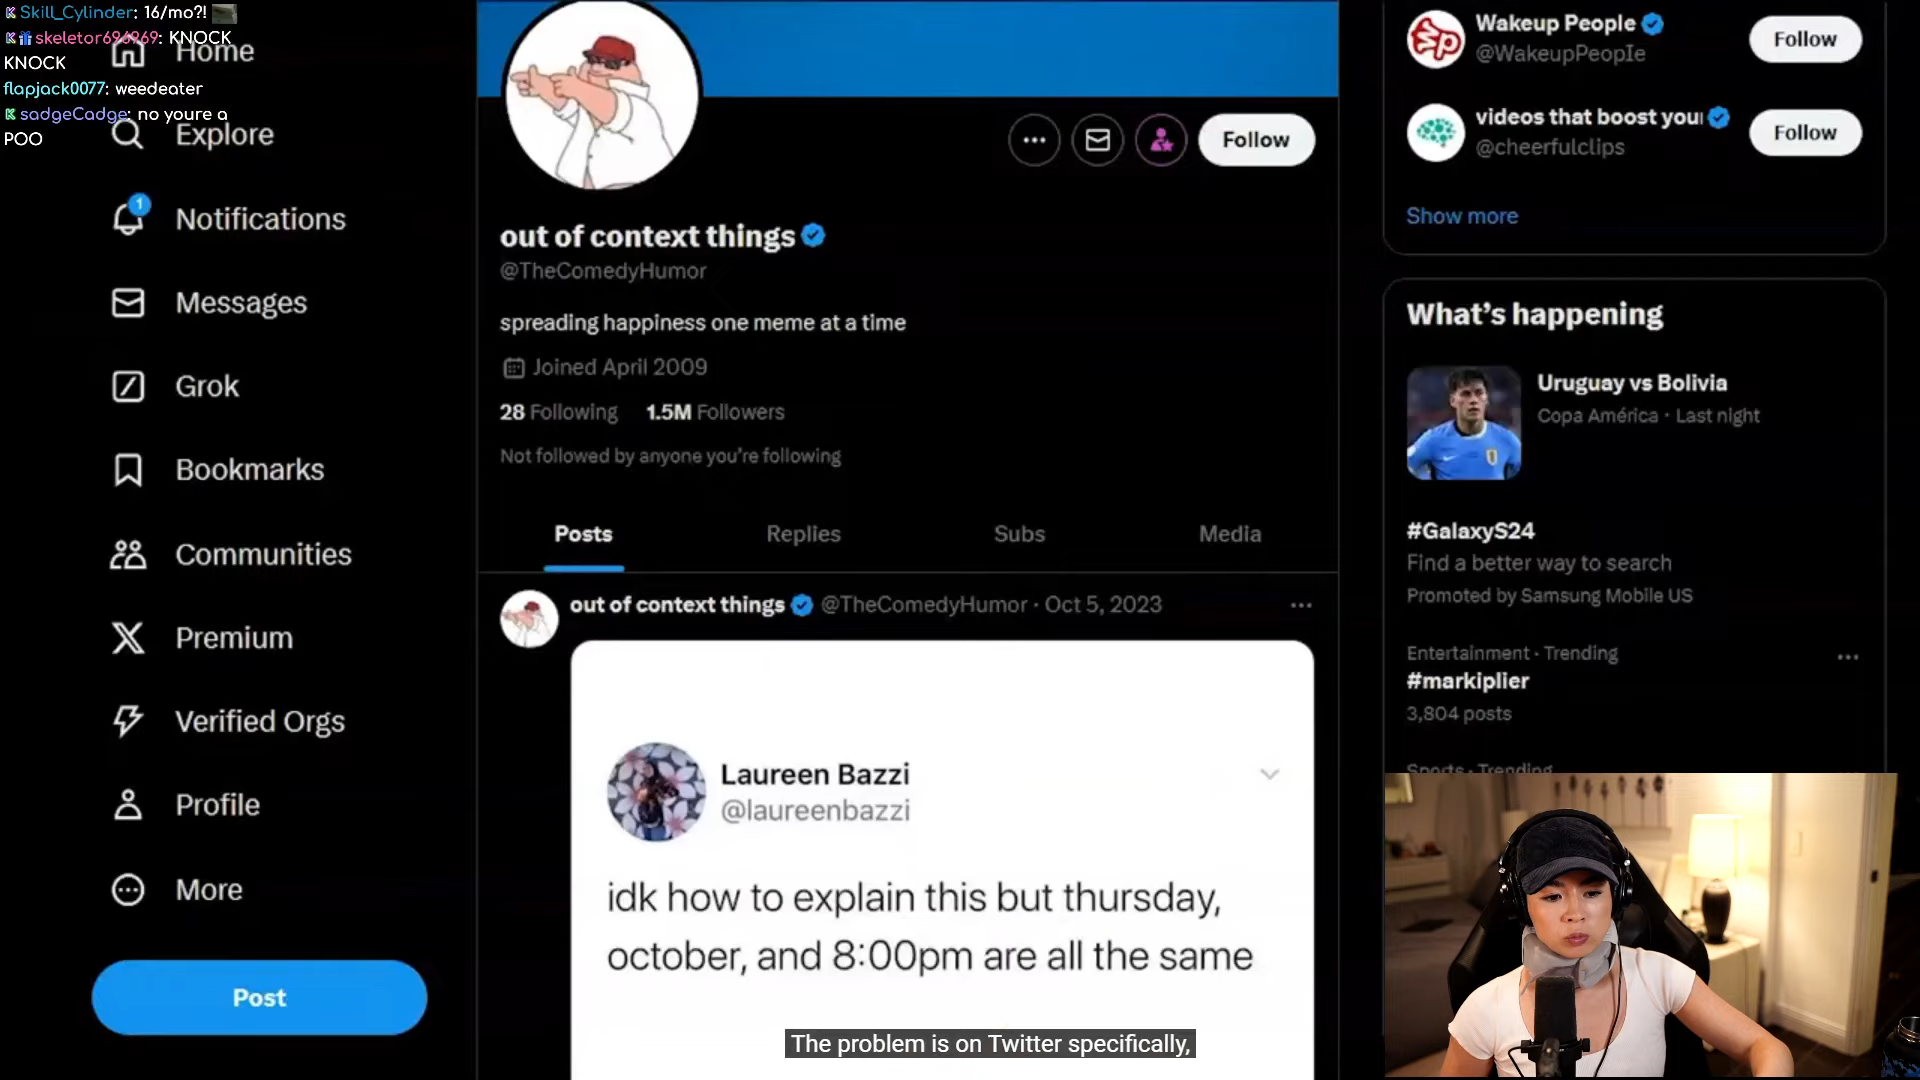 Skill_Cylinder: 16/mo?!
skeletor696969: KNOCK
KNOCK
flapjack0077: weedeater
sadgeCadge: no youre a
POO
Home
Explore
1
Notifications
Messages
Grok
Bookmarks
Communities
Premium
Verified Orgs
Profile
More
Post
Follow
out of context things
@TheComedyHumor
spreading happiness one meme at a time
Joined April 2009
28 Following 1.5M Followers
Not followed by anyone you're following
Posts Replies Subs Media
out of context things @TheComedyHumor · Oct 5, 2023
Laureen Bazzi
@laureenbazzi
idk how to explain this but thursday,
october, and 8:00pm are all the same
The problem is on Twitter specifically,
Wakeup People
@WakeupPeopIe
Follow
videos that boost your
@cheerfulclips
Follow
Show more
What's happening
Uruguay vs Bolivia
Copa América · Last night
#GalaxyS24
Find a better way to search
Promoted by Samsung Mobile US
Entertainment · Trending
#markiplier
3,804 posts
Sports · Trending